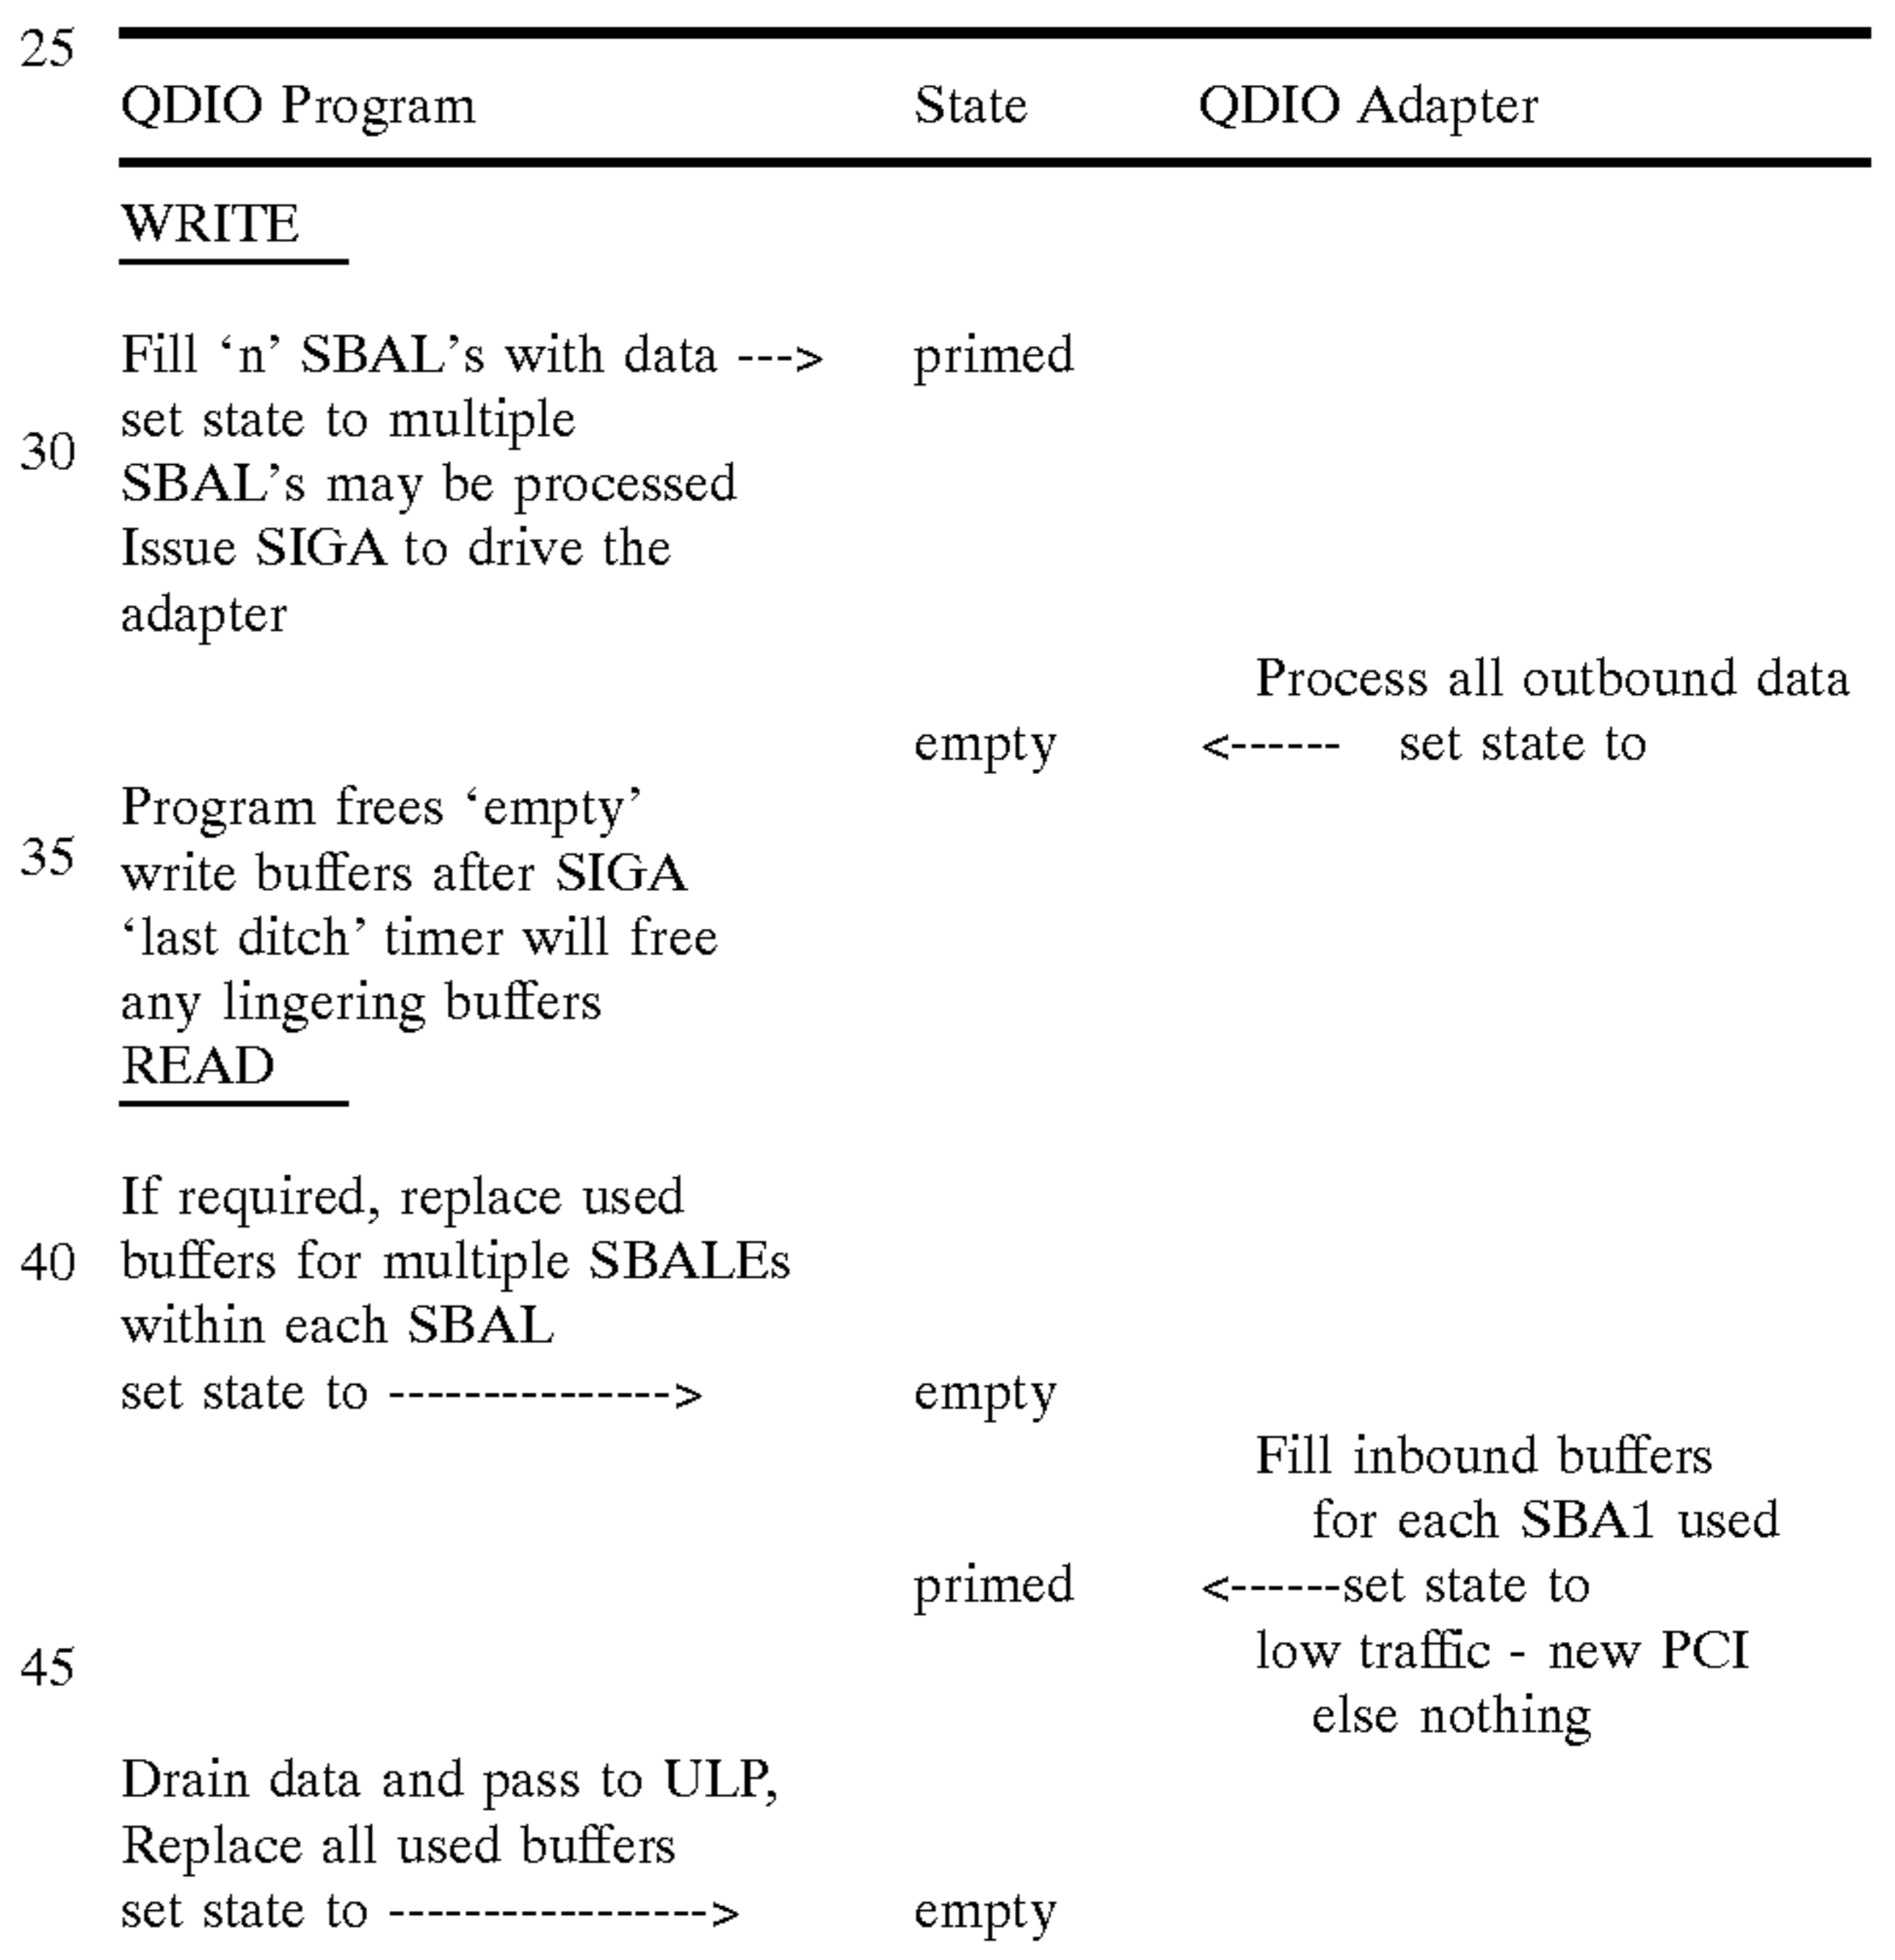 25
QDIO Program State QDIO Adapter
WRITE
Fill ‘n’ SBAL’s with data ---> primed
set state to multiple
30
SBAL’s may be processed
Issue SIGA to drive the
adapter
Process all outbound data
empty <------ set state to
Program frees ‘empty’
35
write buffers after SIGA
‘last ditch’ timer will free
any lingering buffers
READ
If required, replace used
40 buffers for multiple SBALEs
within each SBAL
set state to ---------------> empty
Fill inbound buffers
for each SBA1 used
primed <------set state to
low traffic - new PCI
45
else nothing
Drain data and pass to ULP,
Replace all used buffers
set state to -----------------> empty